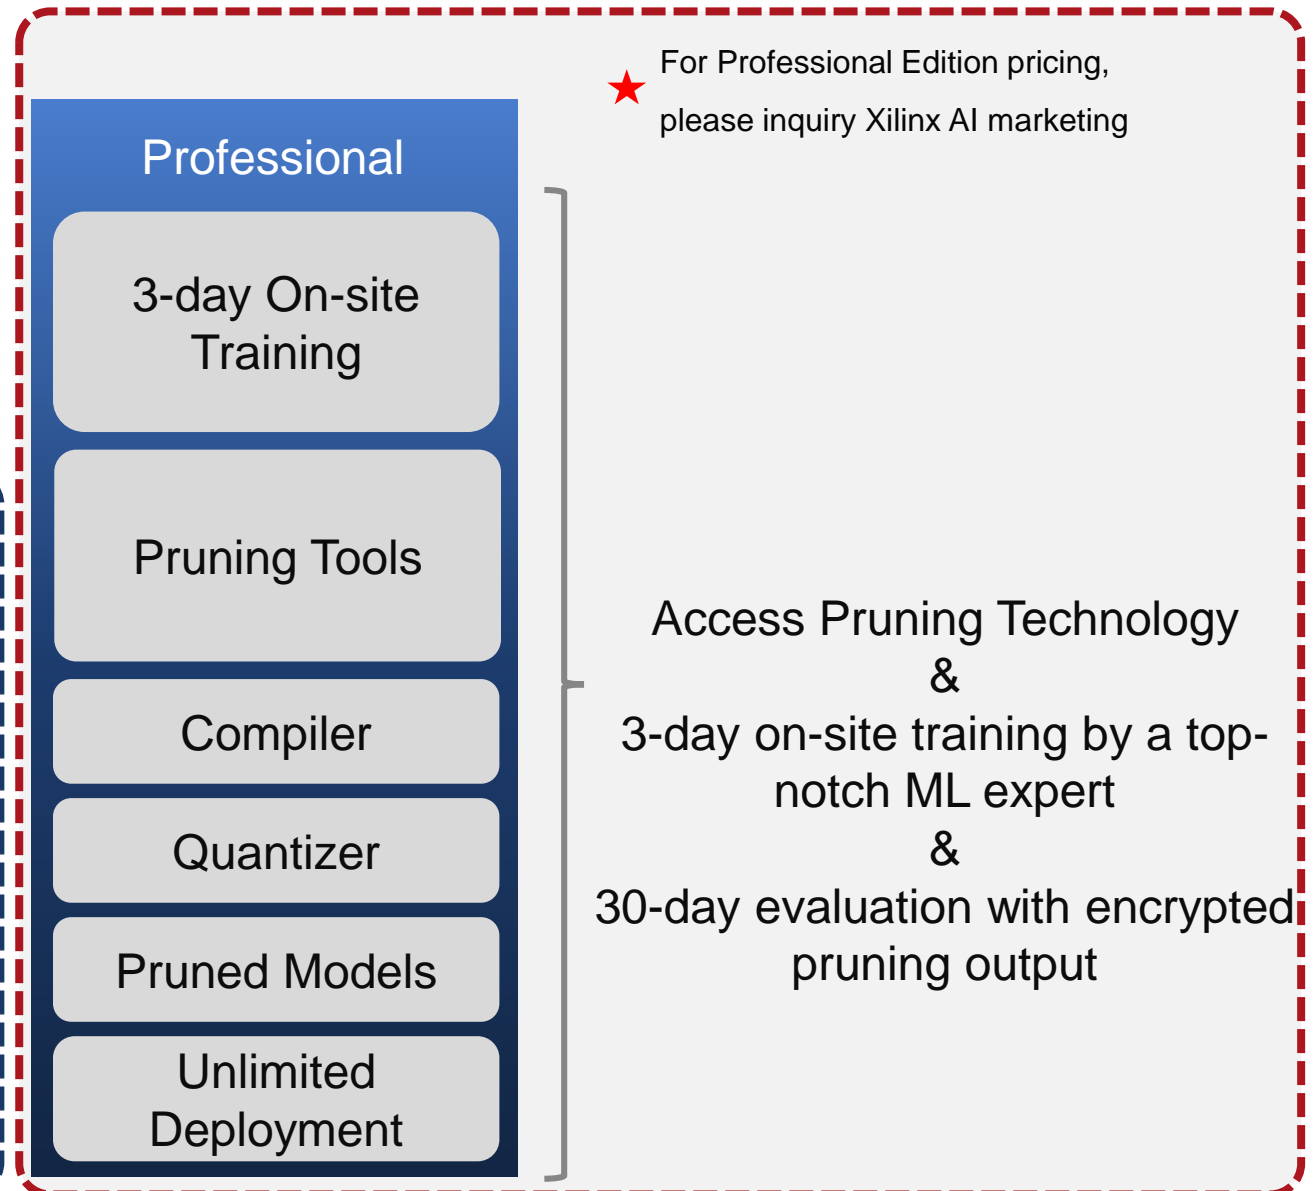 For Professional Edition pricing,
please inquiry Xilinx AI marketing
Professional
3-day On-site
Training
Pruning Tools
Compiler
Quantizer
Pruned Models
Unlimited
Deployment
Access Pruning Technology
&
3-day on-site training by a top-
notch ML expert
&
30-day evaluation with encrypted
pruning output